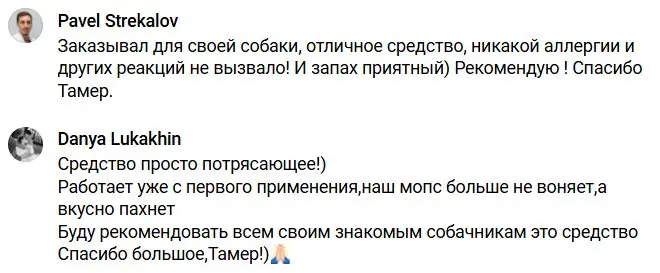 Pavel Strekalov
Заказывал для своей собаки, отличное средство, никакой аллергии и
других реакций не вызвало! И запах приятный) Рекомендую ! Спасибо
Тамер.
Danya Lukakhin
Средство просто потрясающее!)
Работает уже с первого применения,наш мопс больше не воняет,а
вкусно пахнет
Буду рекомендовать всем своим знакомым собачникам это средство
Спасибо большое,Тамер!)🙏🏻